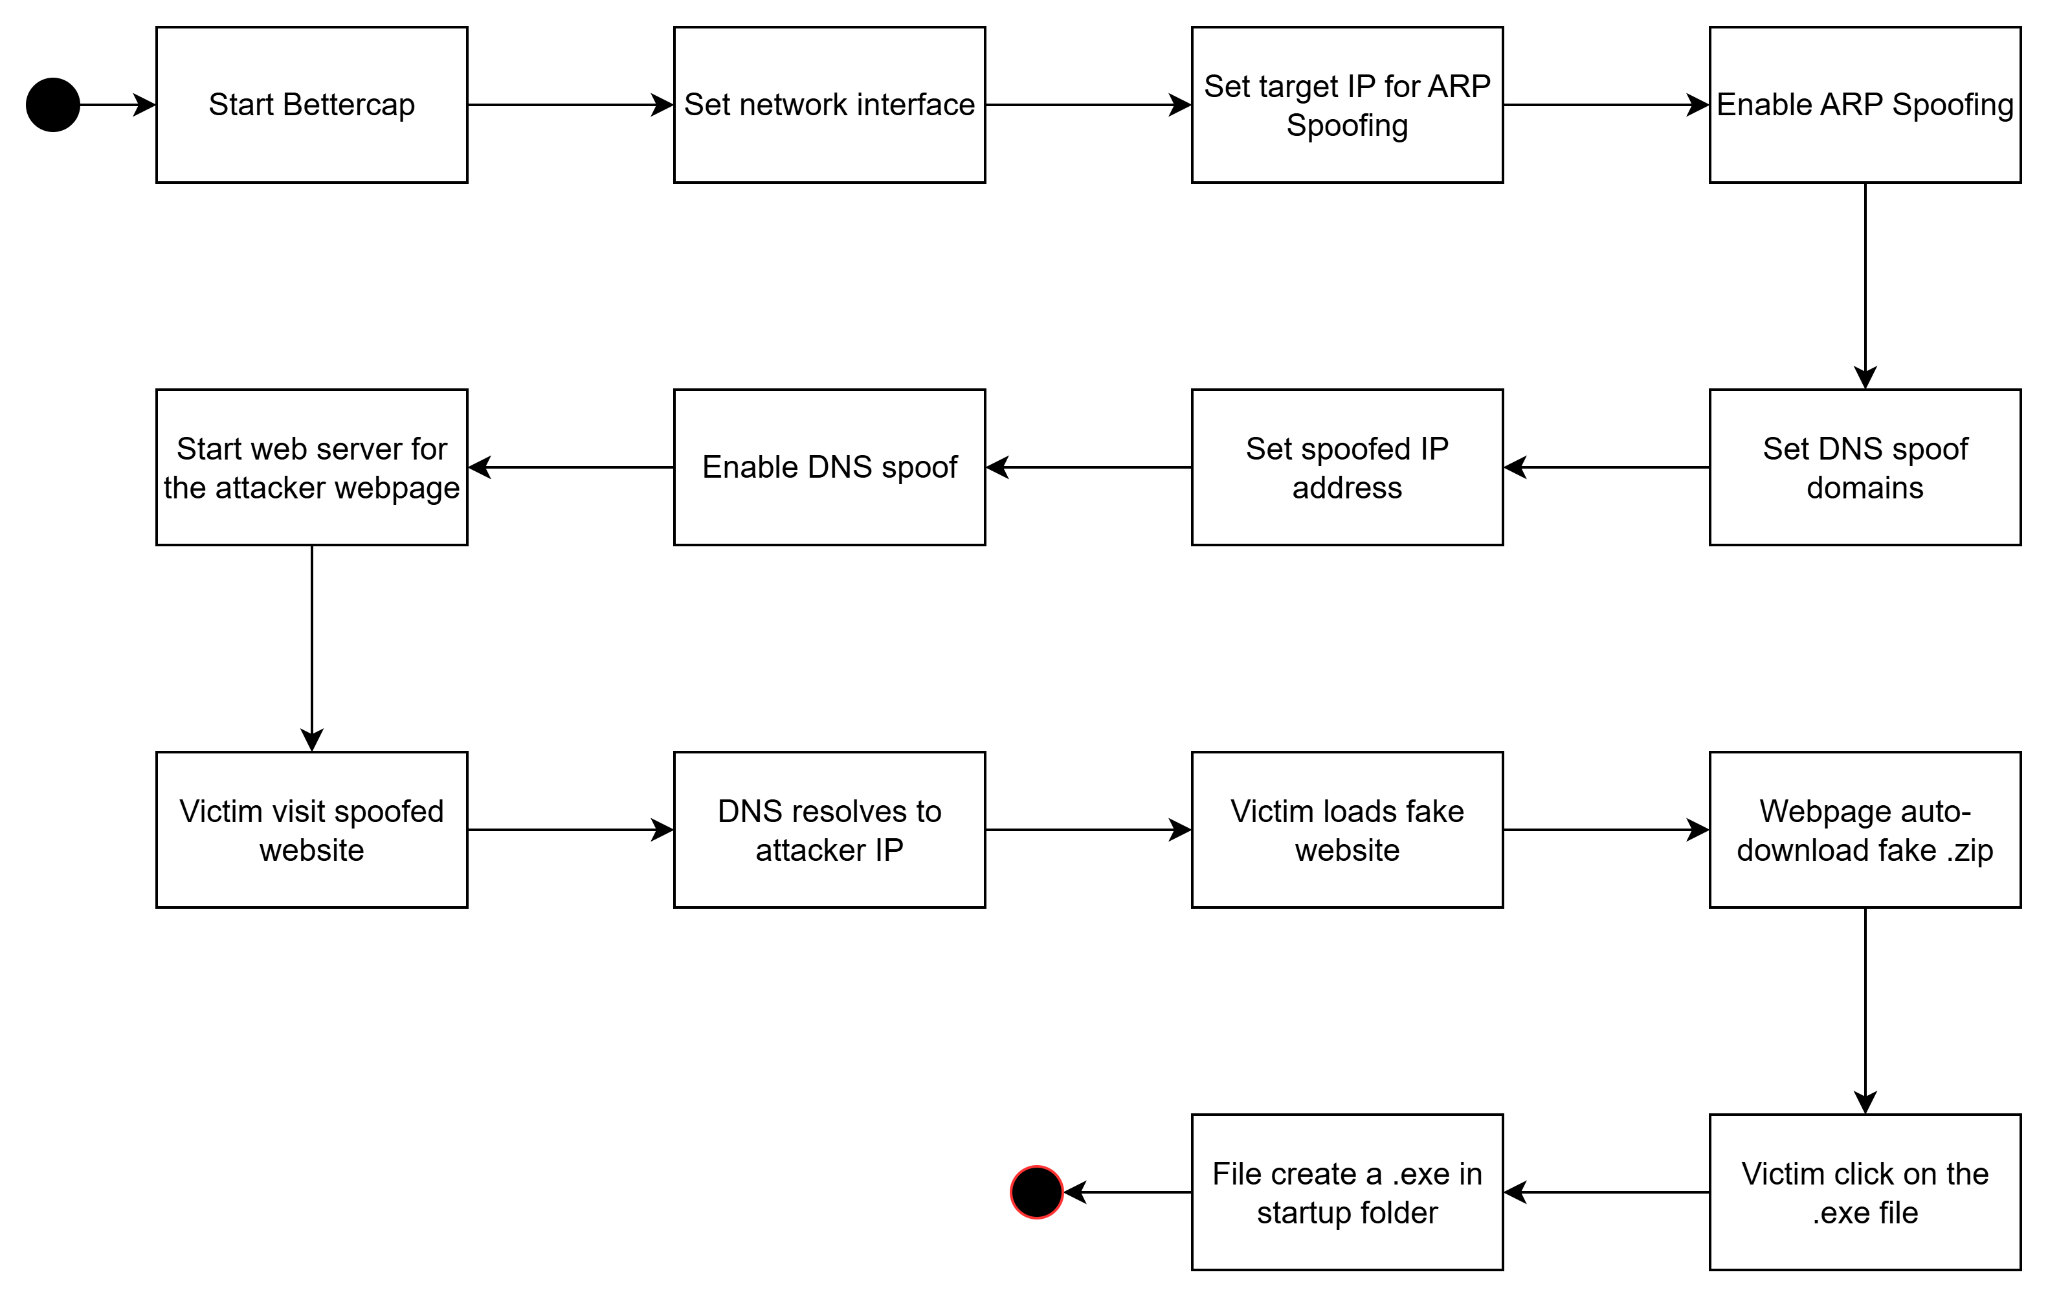 Start Bettercap
Set network interface
Set target IP for ARP
Spoofing
Enable ARP Spoofing
Set DNS spoof
domains
Set spoofed IP
address
Enable DNS spoof
Start web server for
the attacker webpage
Victim visit spoofed
website
DNS resolves to
attacker IP
Victim loads fake
website
Webpage auto-
download fake .zip
Victim click on the
.exe file
File create a .exe in
startup folder